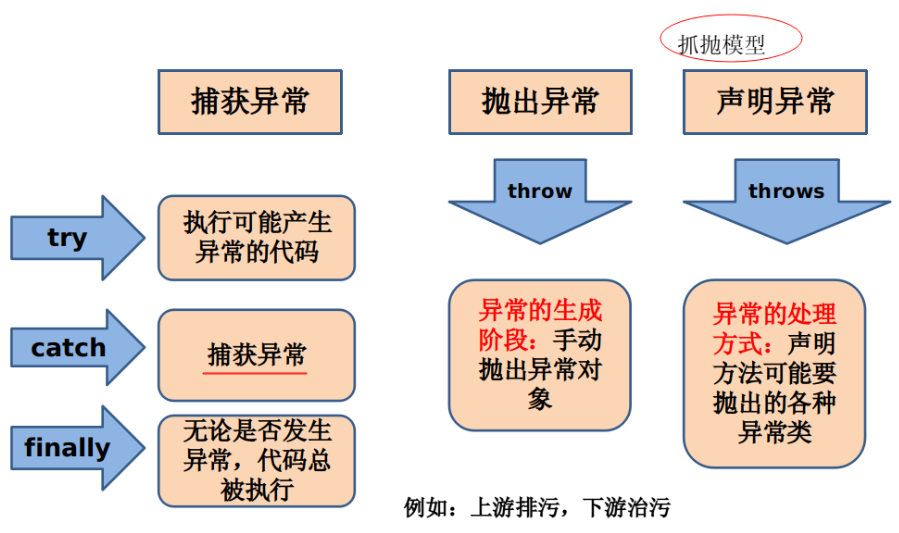 抓抛模型
捕获异常
抛出异常
声明异常
throw
throws
try
执行可能产生
异常的代码
catch
捕获异常
finally
无论是否发生
异常，代码总
被执行
异常的生成
阶段：手动
抛出异常对
象
异常的处理
方式：声明
方法可能要
抛出的各种
异常类
例如：上游排污，下游治污